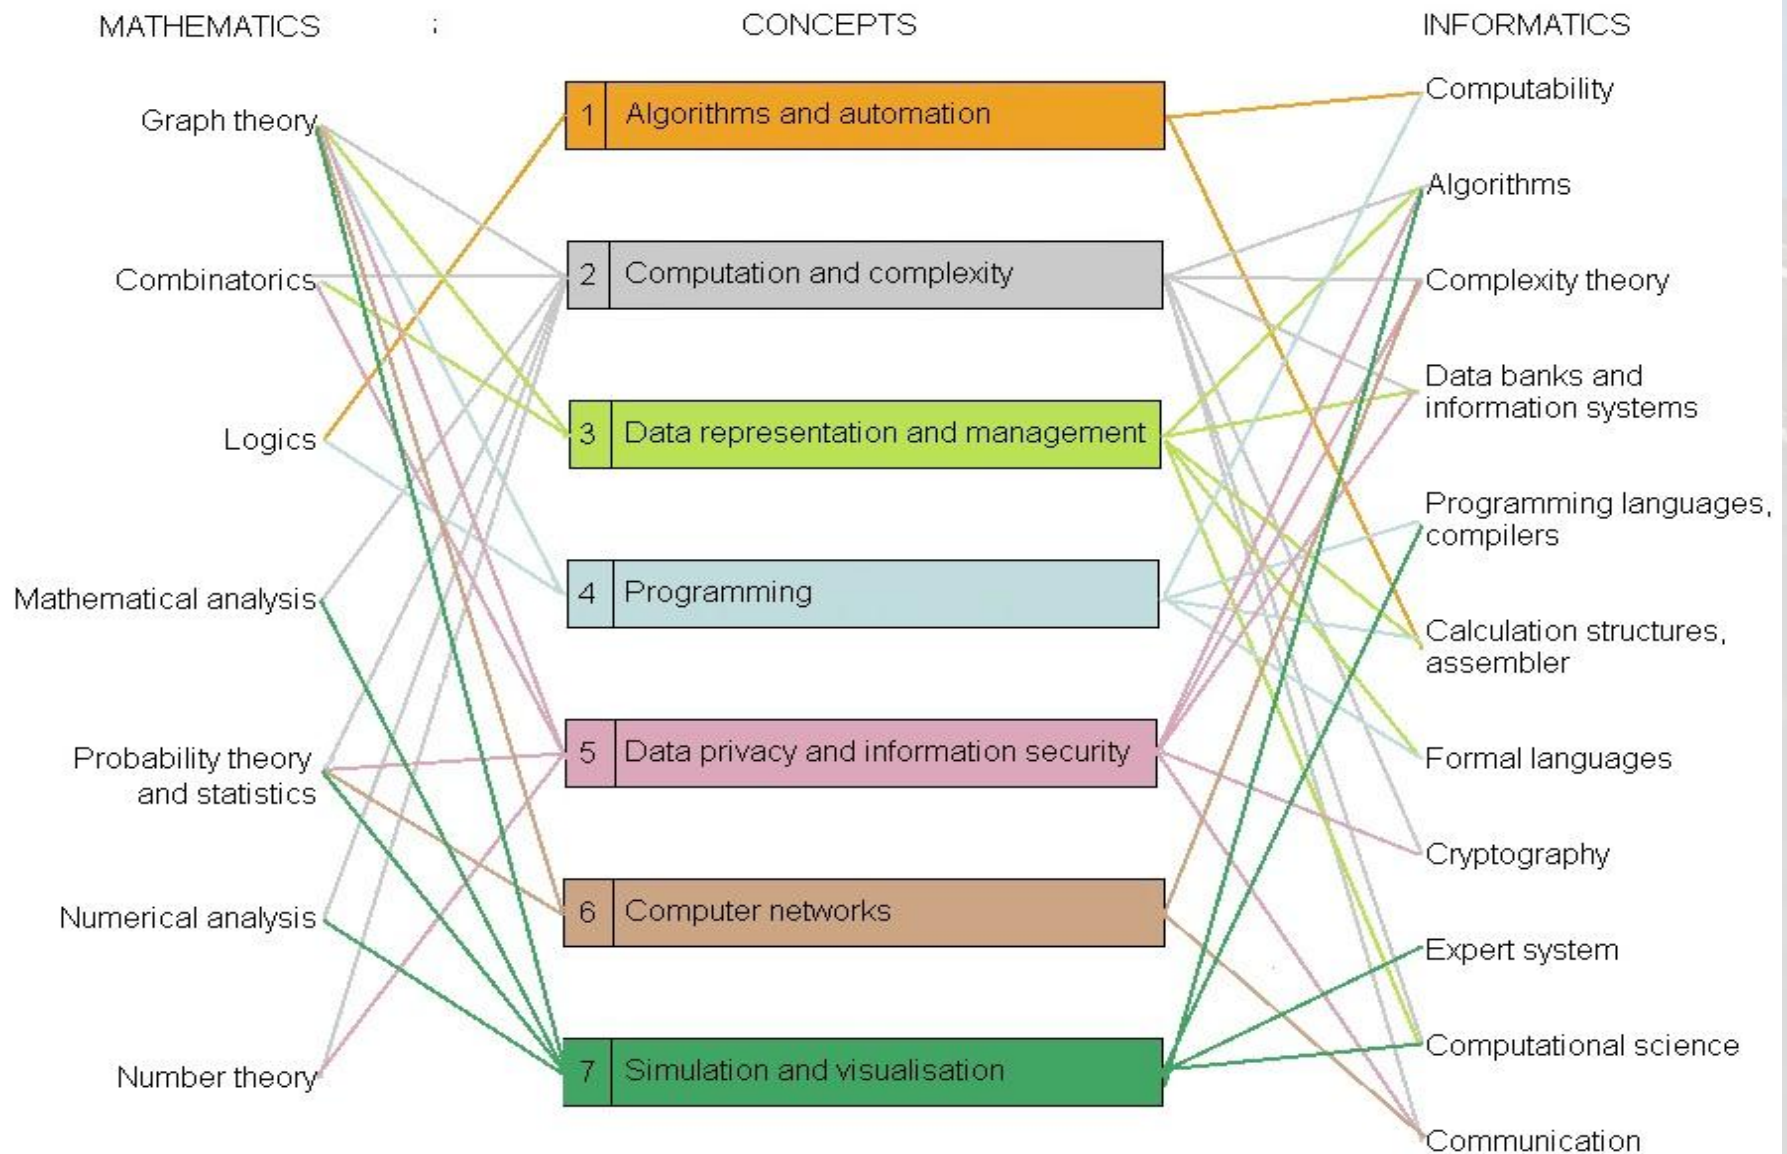 MATHEMATICS
Graph theory
Combinatorics
Logics
Mathematical analysis
Probability theory
and statistics
Numerical analysis
Number theory
CONCEPTS
1 Algorithms and automation
2 Computation and complexity
3 Data representation and management
4 Programming
5 Data privacy and information security
6 Computer networks
7 Simulation and visualisation
INFORMATICS
Computability
Algorithms
Complexity theory
Data banks and
information systems
Programming languages,
compilers
Calculation structures,
assembler
Formal languages
Cryptography
Expert system
Computational science
Communication